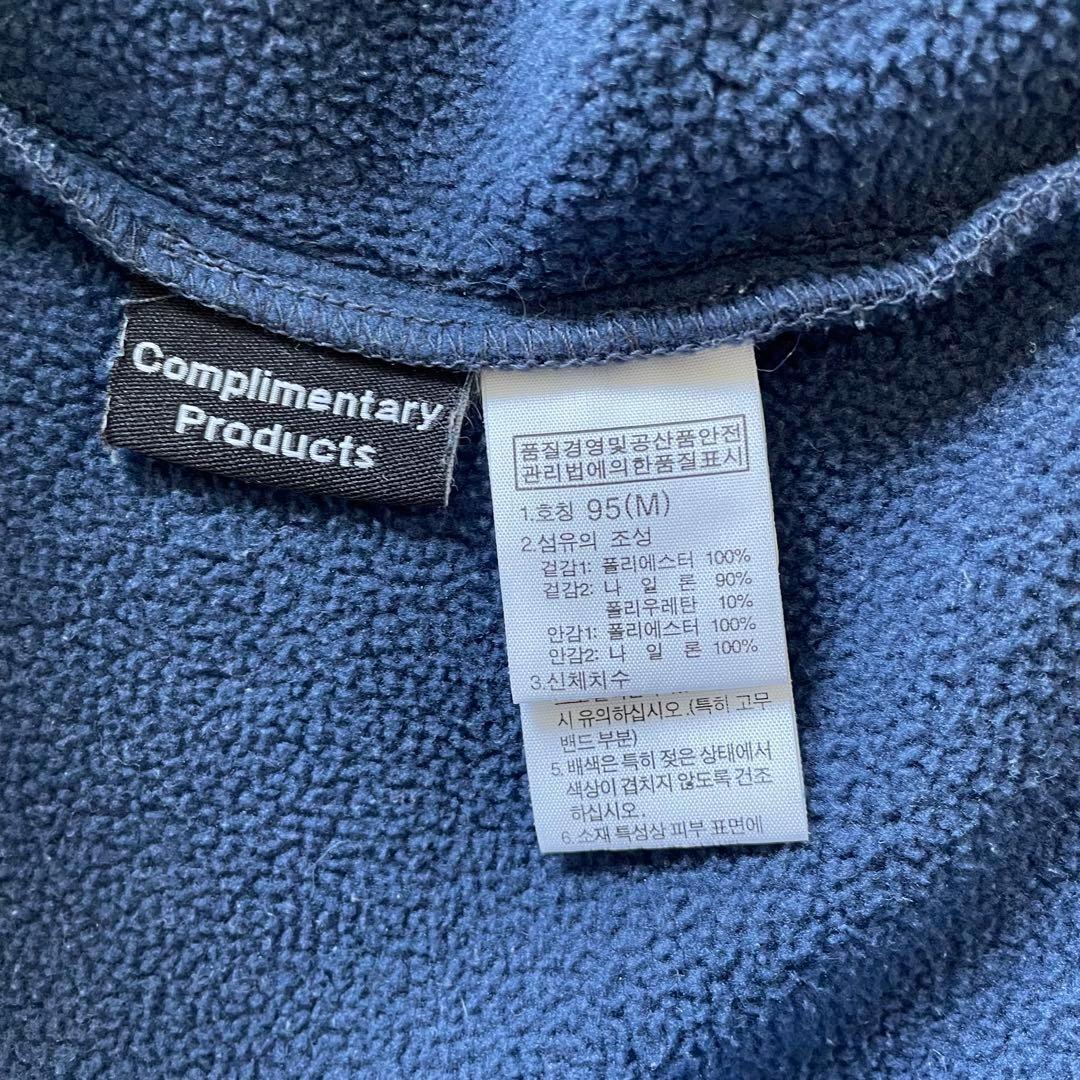 Complimentary
Products
품질경영및공산품안전
관리법에의한품질표시
1.호칭 95(M)
2.섬유의 조성
겉감1: 폴리에스터 100%
겉감2: 나 일 론 90%
폴리우레탄 10%
안감1: 폴리에스터 100%
안감2: 나 일 론 100%
3.신체치수
시 유의하십시오.(특히 고무
밴드 부분)
5. 배색은 특히 젖은 상태에서
색상이 겹치지 않도록 건조
하십시오.
6.소재 특성상 피부 표면에